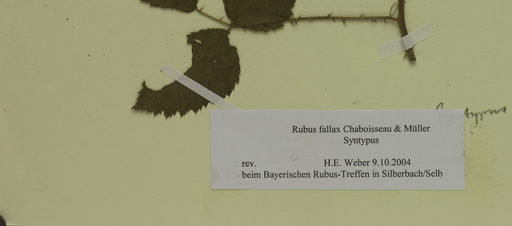 Rubus fallax Chaboisseau & Müller
Syntypus
rev. H.E. Weber 9.10.2004
beim Bayerischen Rubus-Treffen in Silberbach/Selb